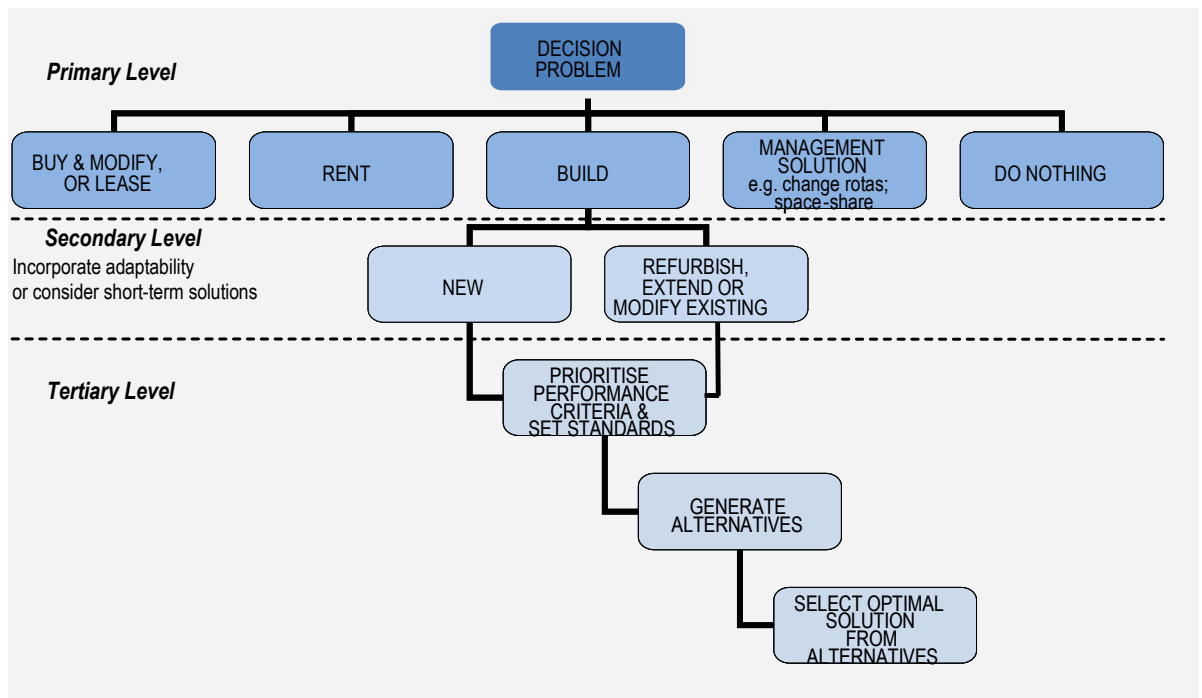 DECISION
PROBLEM
Primary Level
BUY & MODIFY,
OR LEASE
RENT
BUILD
MANAGEMENT
SOLUTION
e.g. change rotas;
space-share
DO NOTHING
Secondary Level
Incorporate adaptability
or consider short-term solutions
NEW
REFURBISH,
EXTEND OR
MODIFY EXISTING
Tertiary Level
PRIORITISE
PERFORMANCE
CRITERIA &
SET STANDARDS
GENERATE
ALTERNATIVES
SELECT OPTIMAL
SOLUTION
FROM
ALTERNATIVES